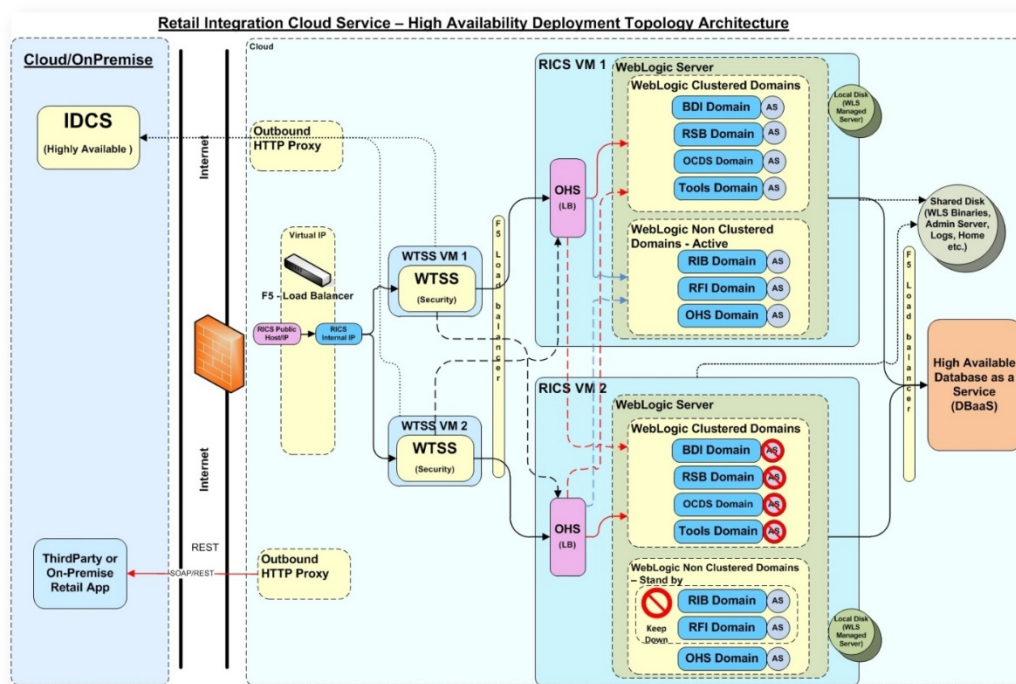 Retail Integration Cloud Service – High Availability Deployment Topology Architecture
Cloud/OnPremise
IDCS
(Highly Available )
ThirdParty or
On-Premise
Retail App
Internet
Internet
REST
SOAP/REST
Cloud
Outbound
HTTP Proxy
Virtual IP
F5 - Load Balancer
RICS Public
Host/IP
RICS
Internal IP
Outbound
HTTP Proxy
WTSS VM 1
WTSS
(Security)
WTSS VM 2
WTSS
(Security)
F5 Load balancer
OHS
(LB)
OHS
(LB)
RICS VM 1
WebLogic Server
WebLogic Clustered Domains
BDI Domain AS
RSB Domain AS
OCDS Domain AS
Tools Domain AS
WebLogic Non Clustered
Domains - Active
RIB Domain AS
RFI Domain AS
OHS Domain AS
Local Disk
(WLS
Managed
Server)
RICS VM 2
WebLogic Server
WebLogic Clustered Domains
BDI Domain AS
RSB Domain AS
OCDS Domain AS
Tools Domain AS
WebLogic Non Clustered Domains
– Stand by
Keep
Down
RIB Domain AS
RFI Domain AS
OHS Domain AS
Local Disk
(WLS
Managed
Server)
Shared Disk
(WLS Binaries,
Admin Server,
Logs, Home
etc.)
F5 Load balancer
High Available
Database as a
Service
(DBaaS)